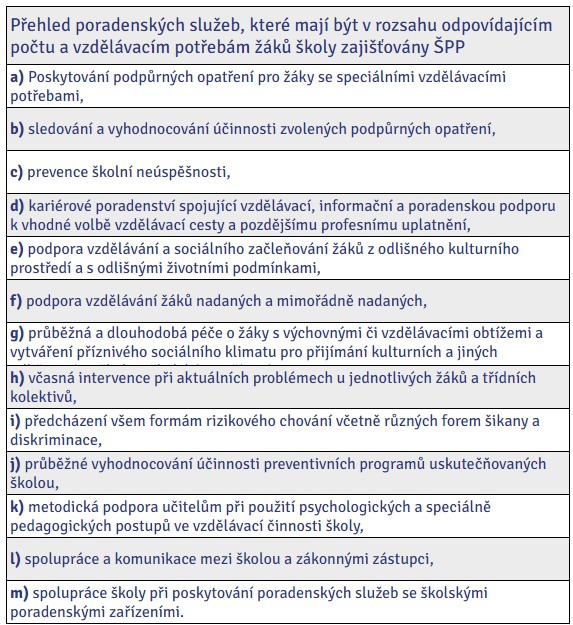 Přehled poradenských služeb, které mají být v rozsahu odpovídajícím
počtu a vzdělávacím potřebám žáků školy zajišťovány ŠPP
a) Poskytování podpůrných opatření pro žáky se speciálními vzdělávacími
potřebami,
b) sledování a vyhodnocování účinnosti zvolených podpůrných opatření,
c) prevence školní neúspěšnosti,
d) kariérové poradenství spojující vzdělávací, informační a poradenskou podporu
k vhodné volbě vzdělávací cesty a pozdějšímu profesnímu uplatnění,
e) podpora vzdělávání a sociálního začleňování žáků z odlišného kulturního
prostředí a s odlišnými životními podmínkami,
f) podpora vzdělávání žáků nadaných a mimořádně nadaných,
g) průběžná a dlouhodobá péče o žáky s výchovnými či vzdělávacími obtížemi a
vytváření příznivého sociálního klimatu pro přijímání kulturních a jiných
h) včasná intervence při aktuálních problémech u jednotlivých žáků a třídních
kolektivů,
i) předcházení všem formám rizikového chování včetně různých forem šikany a
diskriminace,
j) průběžné vyhodnocování účinnosti preventivních programů uskutečňovaných
školou,
k) metodická podpora učitelům při použití psychologických a speciálně
pedagogických postupů ve vzdělávací činnosti školy,
l) spolupráce a komunikace mezi školou a zákonnými zástupci,
m) spolupráce školy při poskytování poradenských služeb se školskými
poradenskými zařízeními.